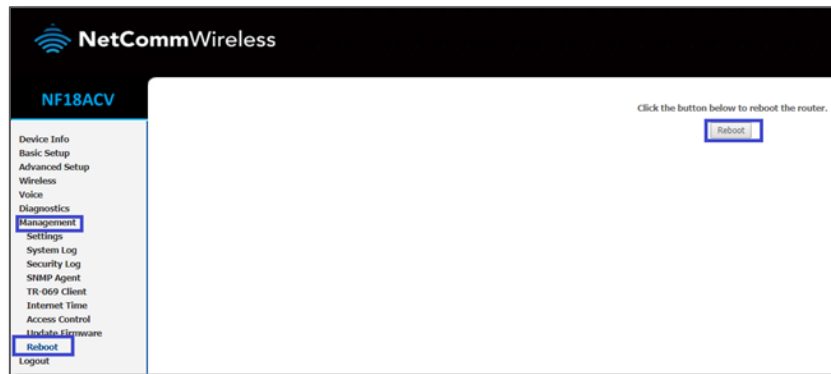 NetCommWireless
NF18ACV
Click the button below to reboot the router.
Reboot
Device Info
Basic Setup
Advanced Setup
Wireless
Voice
Diagnostics
Management
Settings
System Log
Security Log
SNMP Agent
TR-069 Client
Internet Time
Access Control
Update Firmware
Reboot
Logout